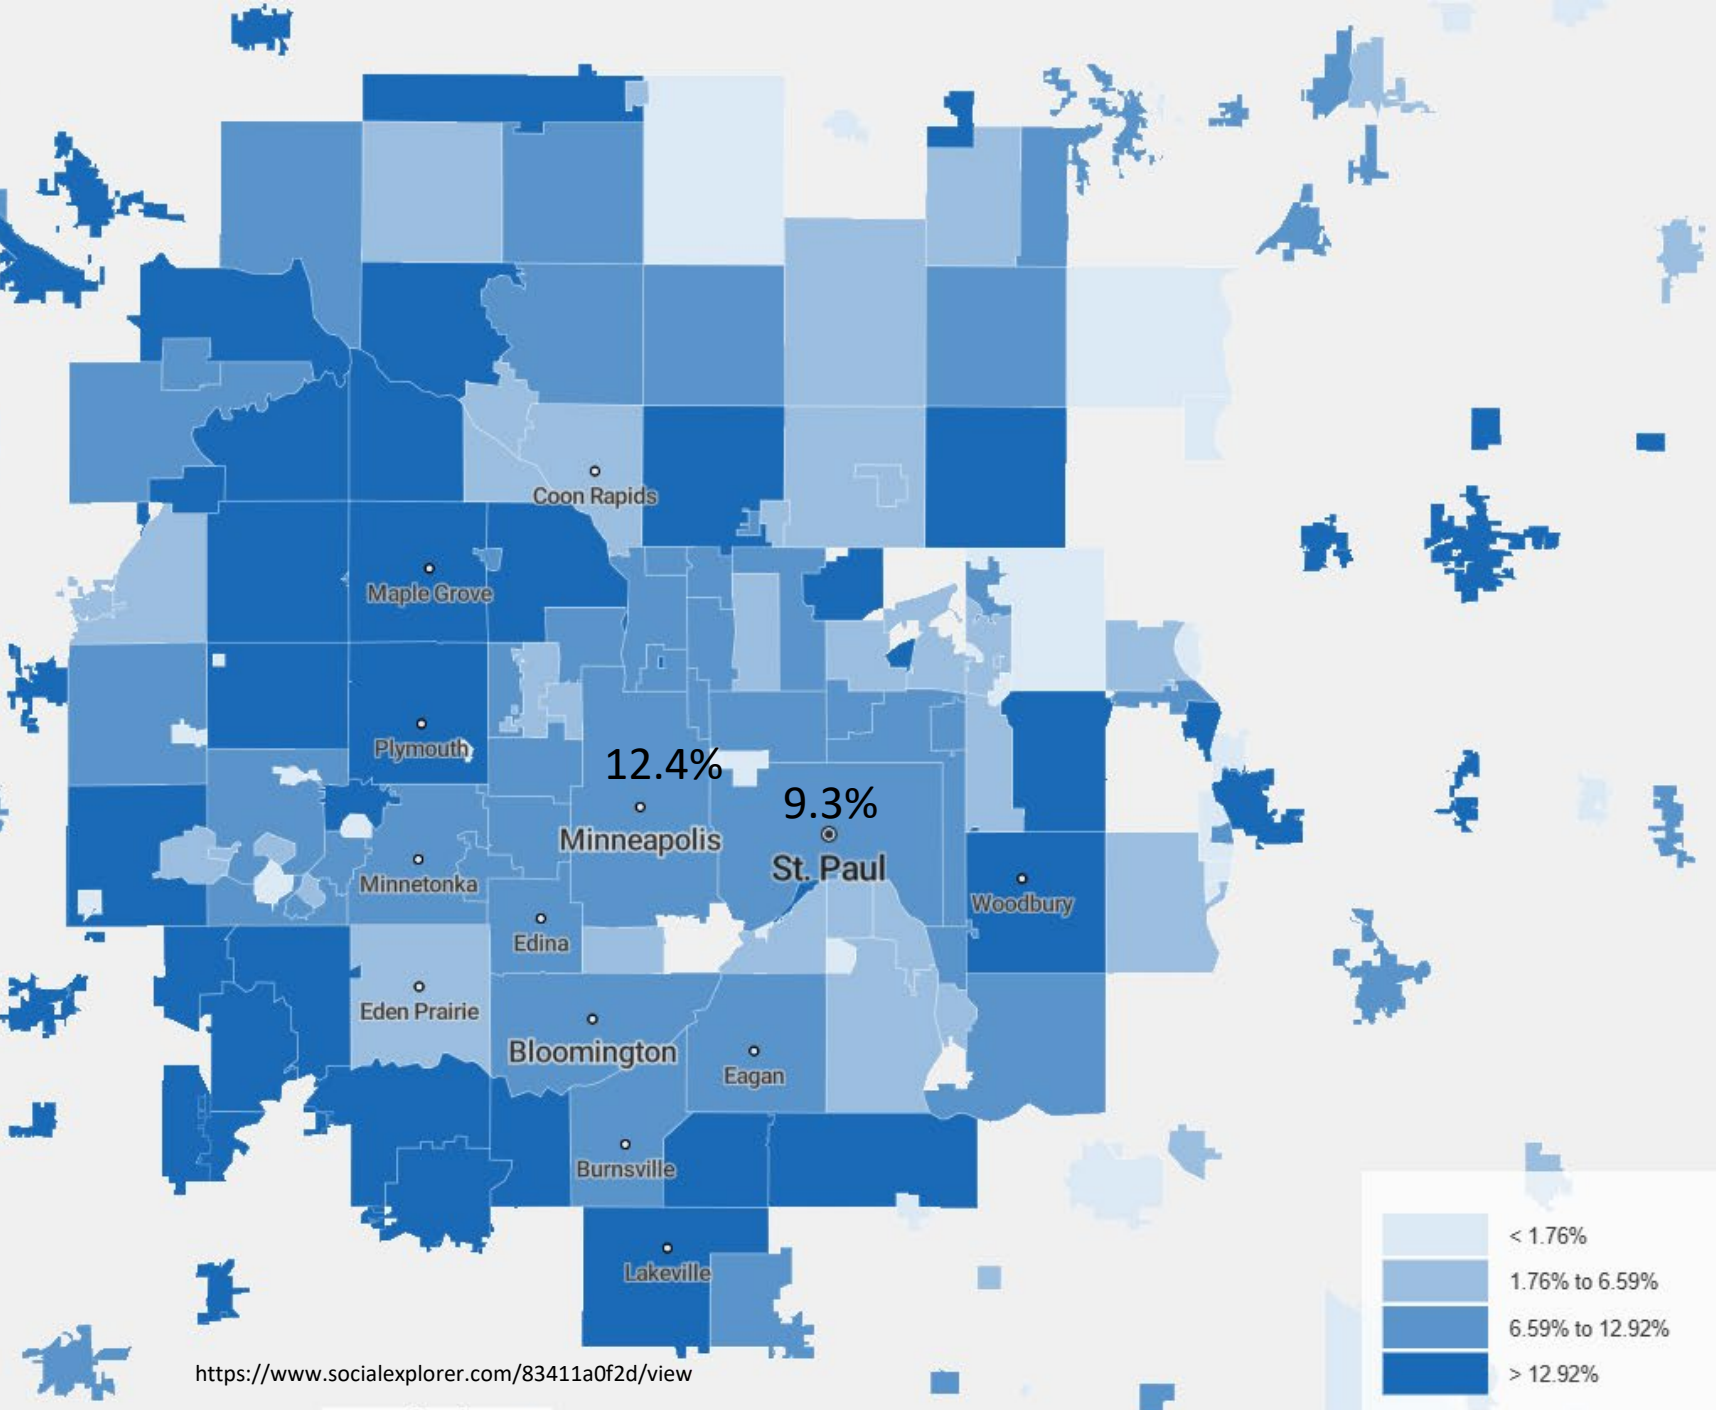 Coon Rapids
Maple Grove
Plymouth
12.4%
9.3%
Minneapolis
St. Paul
Minnetonka
Woodbury
Edina
Eden Prairie
Bloomington
Eagan
Burnsville
Lakeville
< 1.76%
1.76% to 6.59%
6.59% to 12.92%
> 12.92%
https://www.socialexplorer.com/83411a0f2d/view